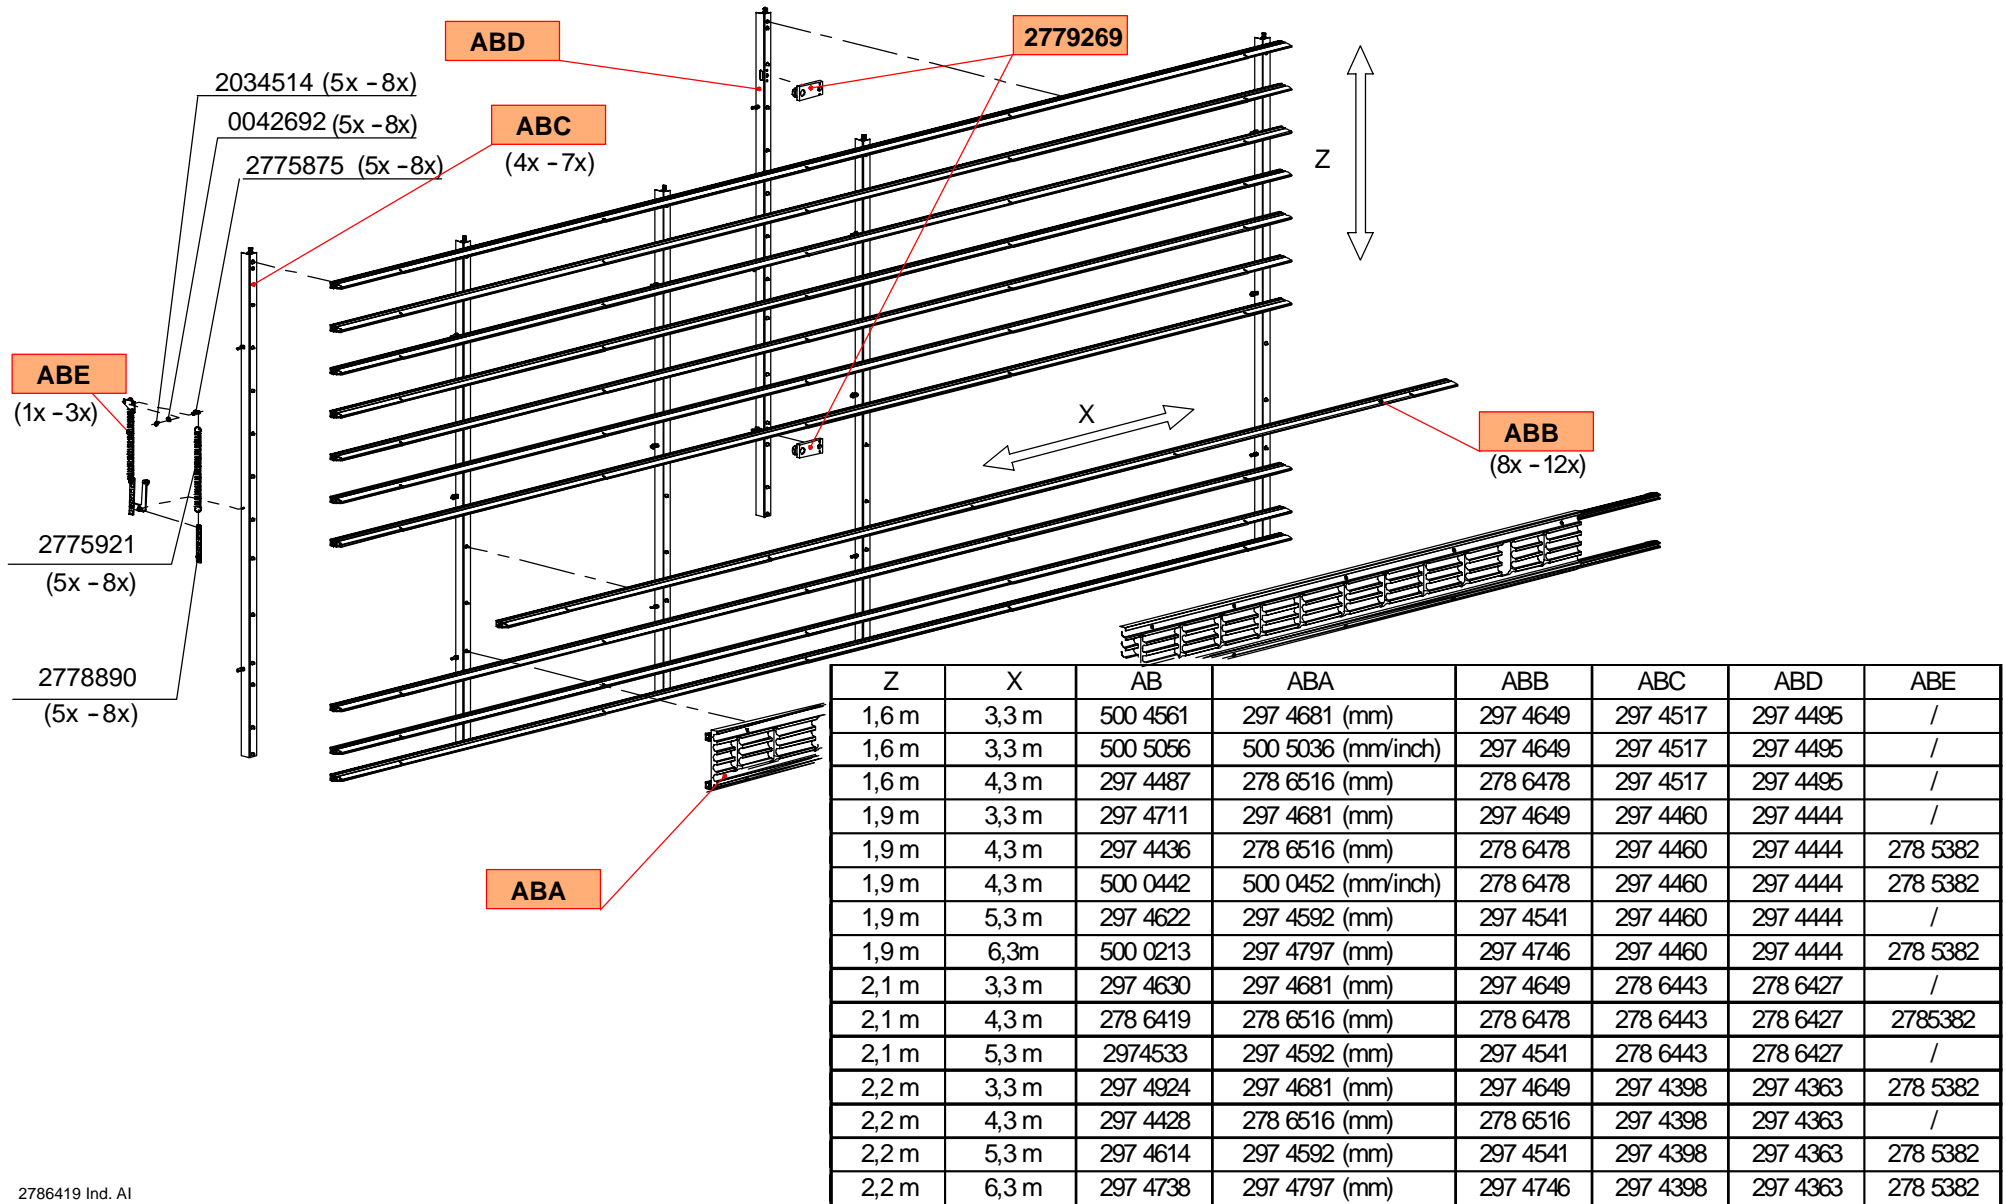 ABD
2779269
2034514 (5x – 8x)
0042692 (5x – 8x)
ABC
(4x – 7x)
2775875 (5x – 8x)
Z
ABE
(1x – 3x)
X
ABB
(8x – 12x)
2775921
(5x – 8x)
2778890
(5x – 8x)
ABA
Z X AB ABA ABB ABC ABD ABE
1,6 m 3,3 m 500 4561 297 4681 (mm) 297 4649 297 4517 297 4495 /
1,6 m 3,3 m 500 5056 500 5036 (mm/inch) 297 4649 297 4517 297 4495 /
1,6 m 4,3 m 297 4487 278 6516 (mm) 278 6478 297 4517 297 4495 /
1,9 m 3,3 m 297 4711 297 4681 (mm) 297 4649 297 4460 297 4444 /
1,9 m 4,3 m 297 4436 278 6516 (mm) 278 6478 297 4460 297 4444 278 5382
1,9 m 4,3 m 500 0442 500 0452 (mm/inch) 278 6478 297 4460 297 4444 278 5382
1,9 m 5,3 m 297 4622 297 4592 (mm) 297 4541 297 4460 297 4444 /
1,9 m 6,3m 500 0213 297 4797 (mm) 297 4746 297 4460 297 4444 278 5382
2,1 m 3,3 m 297 4630 297 4681 (mm) 297 4649 278 6443 278 6427 /
2,1 m 4,3 m 278 6419 278 6516 (mm) 278 6478 278 6443 278 6427 2785382
2,1 m 5,3 m 2974533 297 4592 (mm) 297 4541 278 6443 278 6427 /
2,2 m 3,3 m 297 4924 297 4681 (mm) 297 4649 297 4398 297 4363 278 5382
2,2 m 4,3 m 297 4428 278 6516 (mm) 278 6516 297 4398 297 4363 /
2,2 m 5,3 m 297 4614 297 4592 (mm) 297 4541 297 4398 297 4363 278 5382
2,2 m 6,3 m 297 4738 297 4797 (mm) 297 4746 297 4398 297 4363 278 5382
2786419 Ind. AI